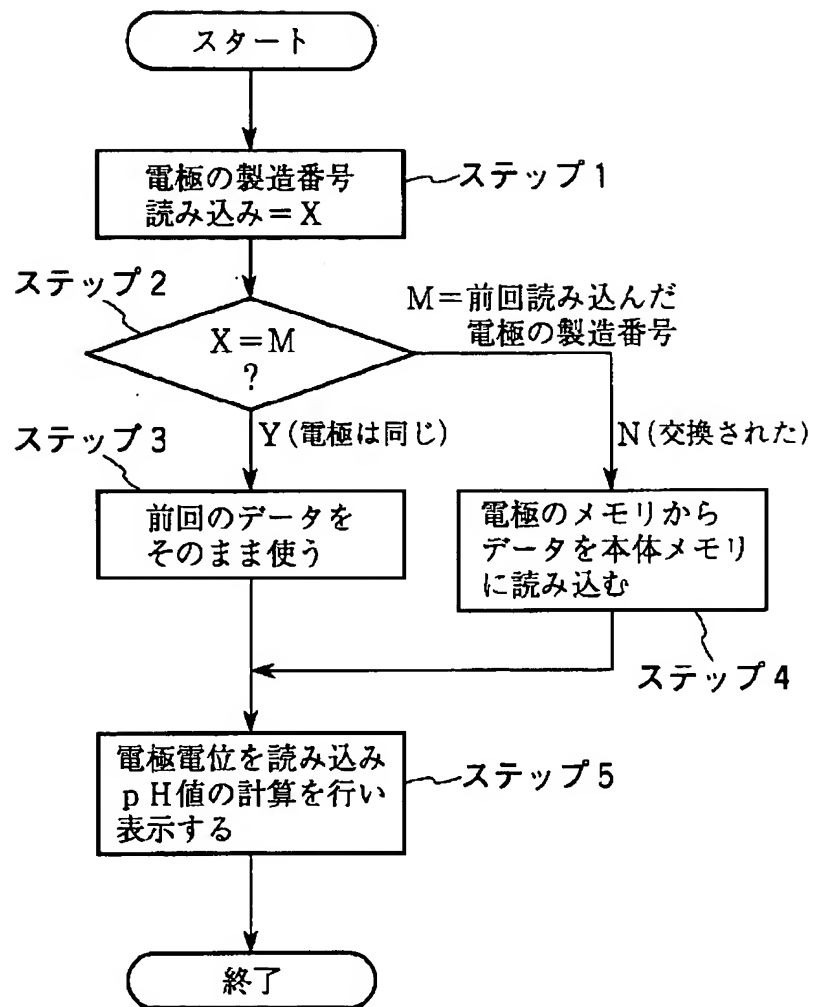 スタート
電極の製造番号
読み込み＝X
ステップ1
ステップ2
X＝M
?
M＝前回読み込んだ
電極の製造番号
ステップ3
Y(電極は同じ)
N(交換された)
前回のデータを
そのまま使う
電極のメモリから
データを本体メモリ
に読み込む
ステップ4
電極電位を読み込み
pH値の計算を行い
表示する
ステップ5
終了